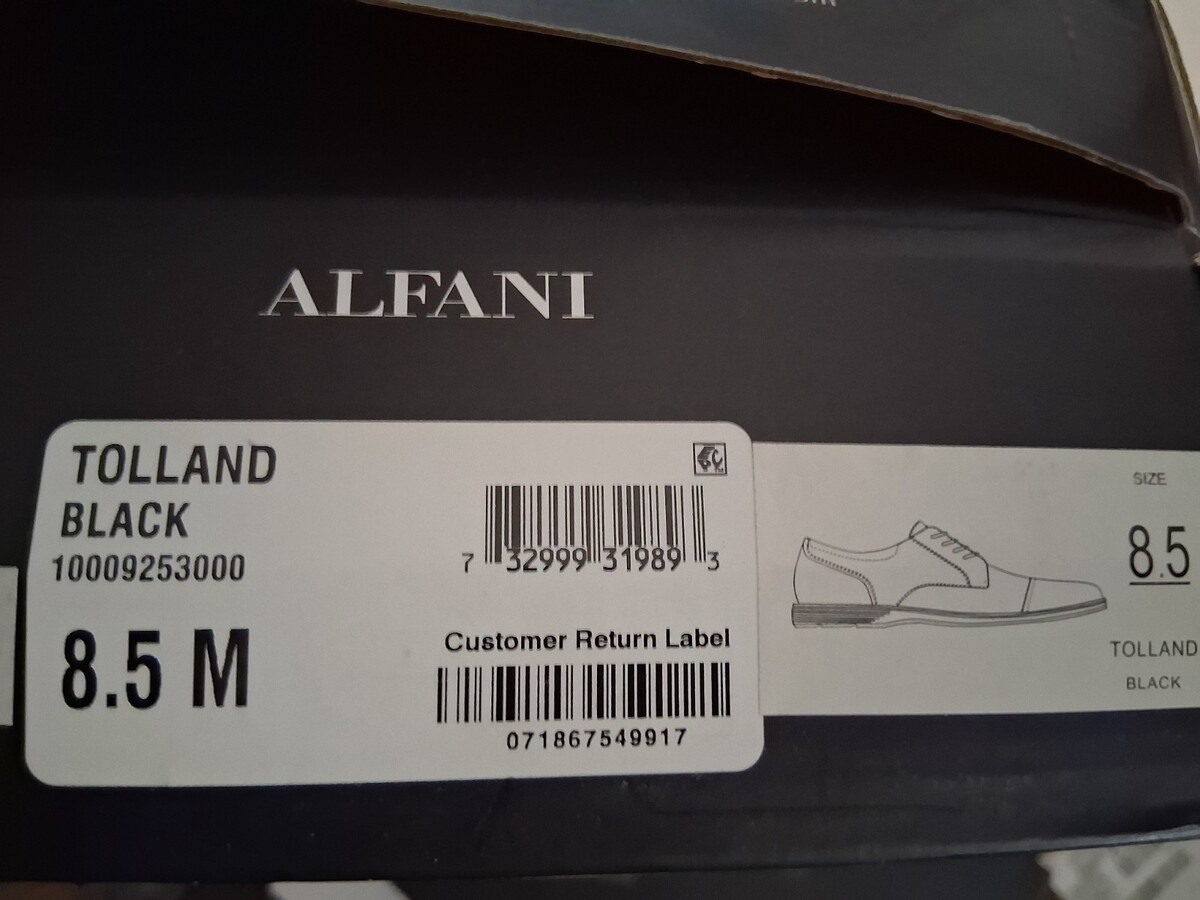 ALFANI
TOLLAND
BLACK
10009253000
8.5 M
7 32999 31989 3
Customer Return Label
071867549917
SIZE
8.5
TOLLAND
BLACK